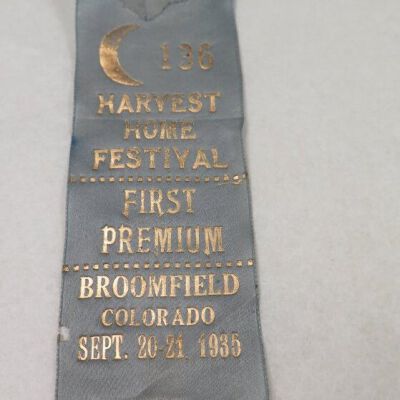 136
HARVEST
HOME
FESTIVAL
FIRST
PREMIUM
BROOMFIELD
COLORADO
SEPT. 20-21, 1935